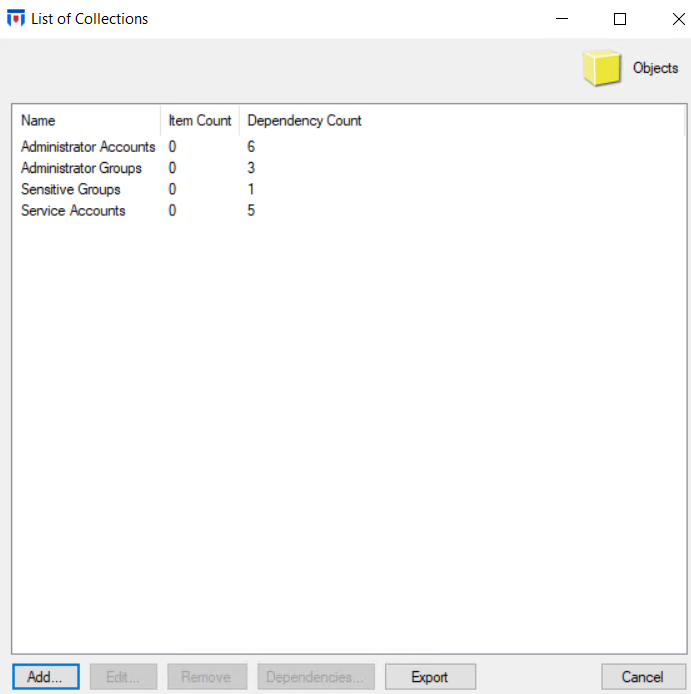 List of Collections
Objects
Name Item Count Dependency Count
Administrator Accounts 0 6
Administrator Groups 0 3
Sensitive Groups 0 1
Service Accounts 0 5
Add... Edit... Remove Dependencies... Export Cancel